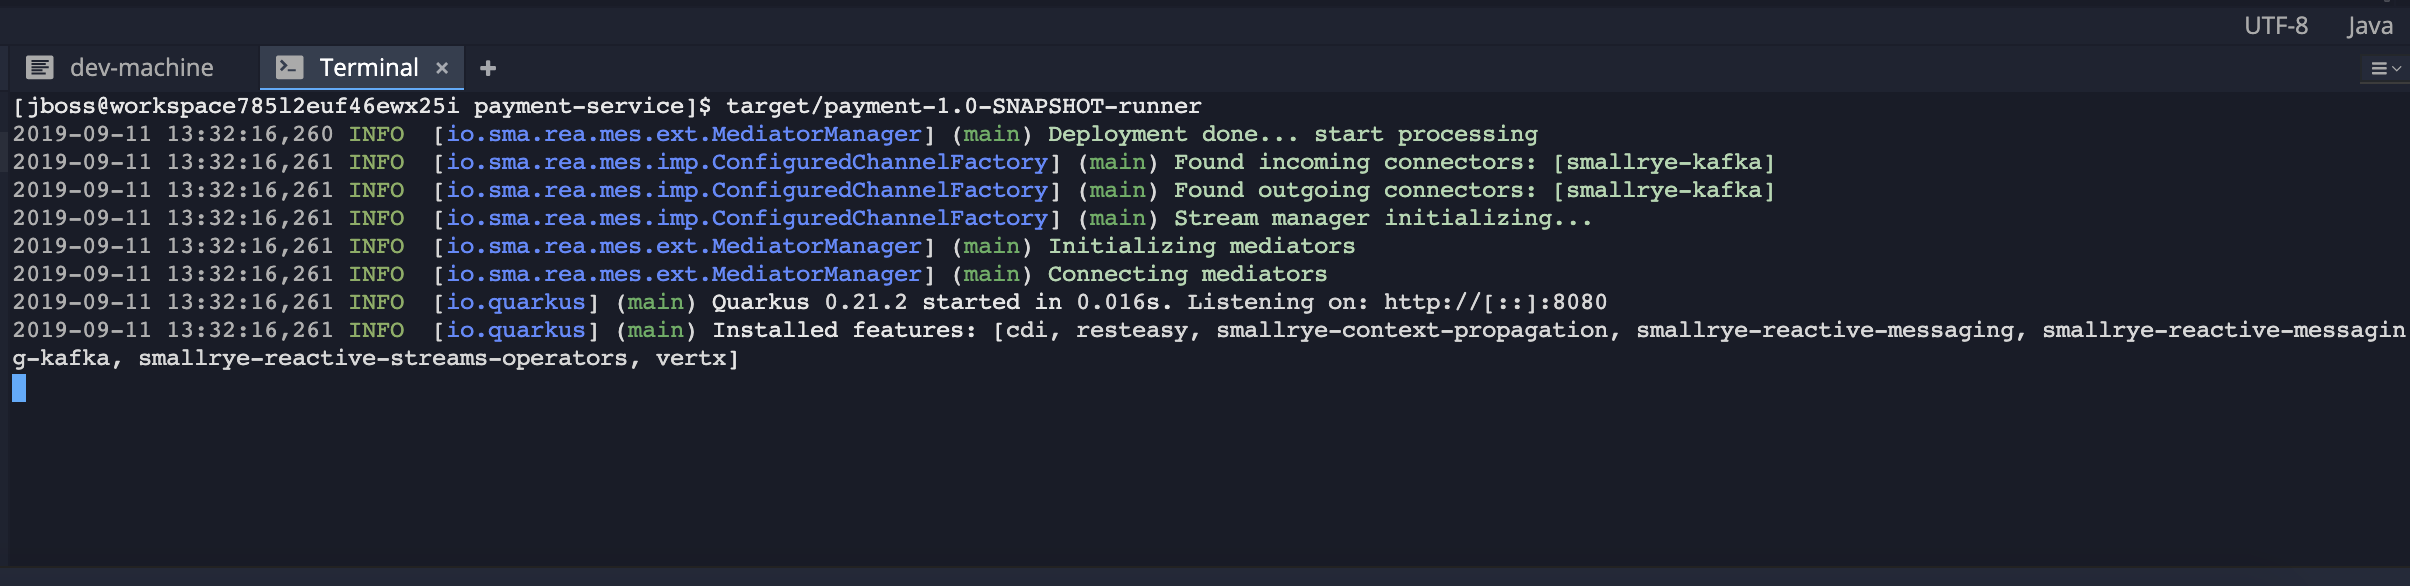 UTF-8 Java
dev-machine Terminal × +
[jboss@workspace785l2euf46ewx25i payment-service]$ target/payment-1.0-SNAPSHOT-runner
2019-09-11 13:32:16,260 INFO  [io.sma.rea.mes.ext.MediatorManager] (main) Deployment done... start processing
2019-09-11 13:32:16,261 INFO  [io.sma.rea.mes.imp.ConfiguredChannelFactory] (main) Found incoming connectors: [smallrye-kafka]
2019-09-11 13:32:16,261 INFO  [io.sma.rea.mes.imp.ConfiguredChannelFactory] (main) Found outgoing connectors: [smallrye-kafka]
2019-09-11 13:32:16,261 INFO  [io.sma.rea.mes.imp.ConfiguredChannelFactory] (main) Stream manager initializing...
2019-09-11 13:32:16,261 INFO  [io.sma.rea.mes.ext.MediatorManager] (main) Initializing mediators
2019-09-11 13:32:16,261 INFO  [io.sma.rea.mes.ext.MediatorManager] (main) Connecting mediators
2019-09-11 13:32:16,261 INFO  [io.quarkus] (main) Quarkus 0.21.2 started in 0.016s. Listening on: http://[::]:8080
2019-09-11 13:32:16,261 INFO  [io.quarkus] (main) Installed features: [cdi, resteasy, smallrye-context-propagation, smallrye-reactive-messaging, smallrye-reactive-messagin
g-kafka, smallrye-reactive-streams-operators, vertx]